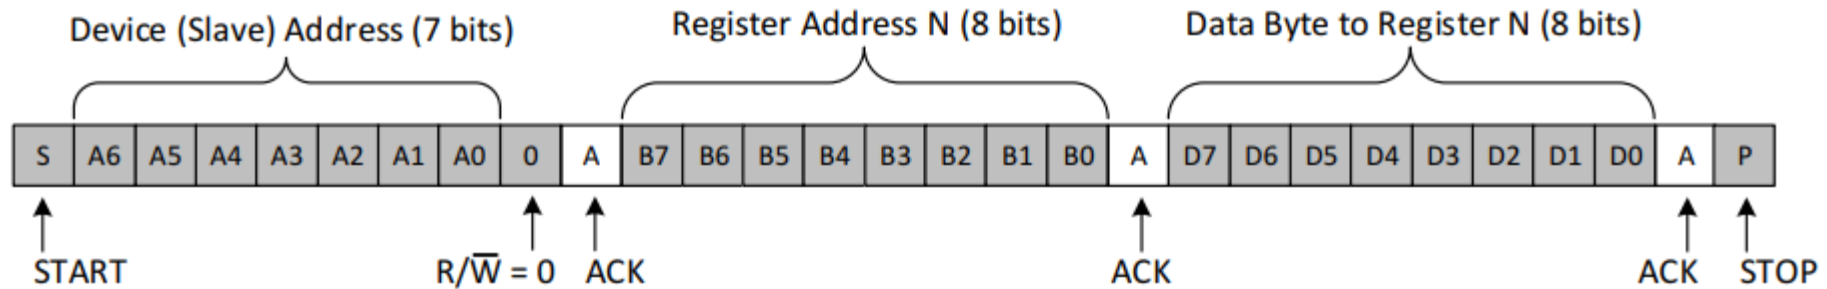 Device (Slave) Address (7 bits) Register Address N (8 bits) Data Byte to Register N (8 bits)
S A6 A5 A4 A3 A2 A1 A0 0 A B7 B6 B5 B4 B3 B2 B1 B0 A D7 D6 D5 D4 D3 D2 D1 D0 A P
START R/W̅ = 0 ACK ACK ACK STOP